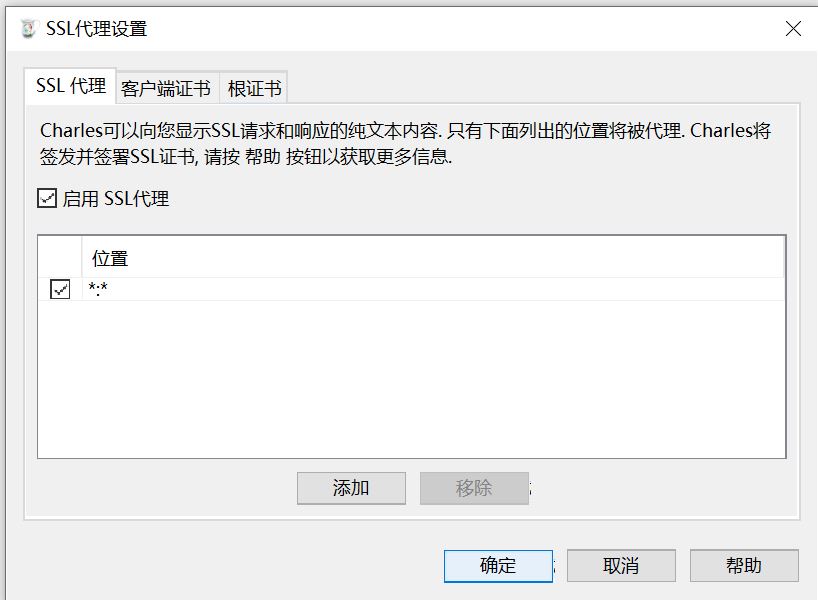 SSL代理设置
SSL 代理 客户端证书 根证书
Charles可以向您显示SSL请求和响应的纯文本内容. 只有下面列出的位置将被代理. Charles将
签发并签署SSL证书, 请按 帮助 按钮以获取更多信息.
启用 SSL代理
位置
*:*
添加 移除
确定 取消 帮助